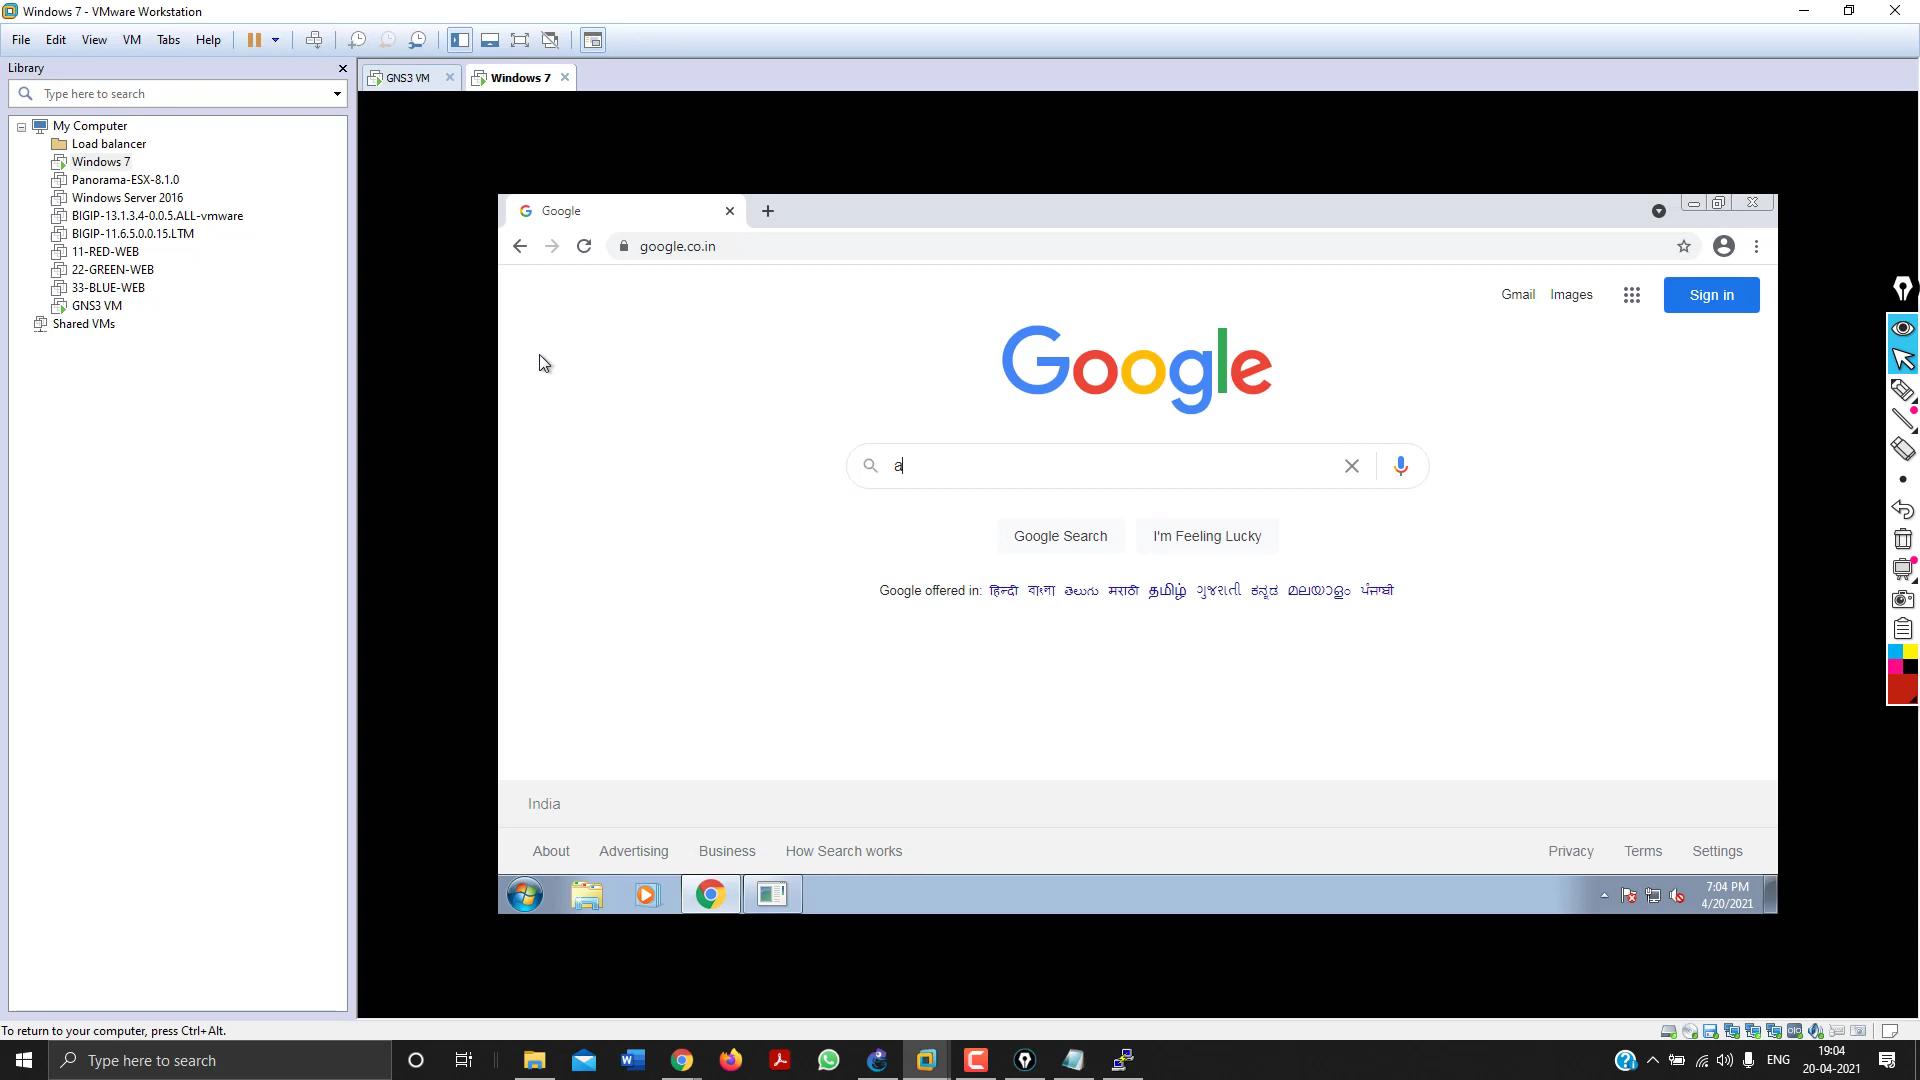 Windows 7 - VMware Workstation
File Edit View VM Tabs Help
Library
Type here to search
My Computer
Load balancer
Windows 7
Panorama-ESX-8.1.0
Windows Server 2016
BIGIP-13.1.3.4-0.0.5.ALL-vmware
BIGIP-11.6.5.0.0.15.LTM
11-RED-WEB
22-GREEN-WEB
33-BLUE-WEB
GNS3 VM
Shared VMs
GNS3 VM
Windows 7
Google
google.co.in
Gmail Images Sign in
Google
a
Google Search I'm Feeling Lucky
Google offered in: हिन्दी বাংলা తెలుగు मराठी தமிழ் ગુજરાતી ಕನ್ನಡ മലയാളം ਪੰਜਾਬੀ
India
About Advertising Business How Search works Privacy Terms Settings
7:04 PM
4/20/2021
To return to your computer, press Ctrl+Alt.
Type here to search
ENG
19:04
20-04-2021